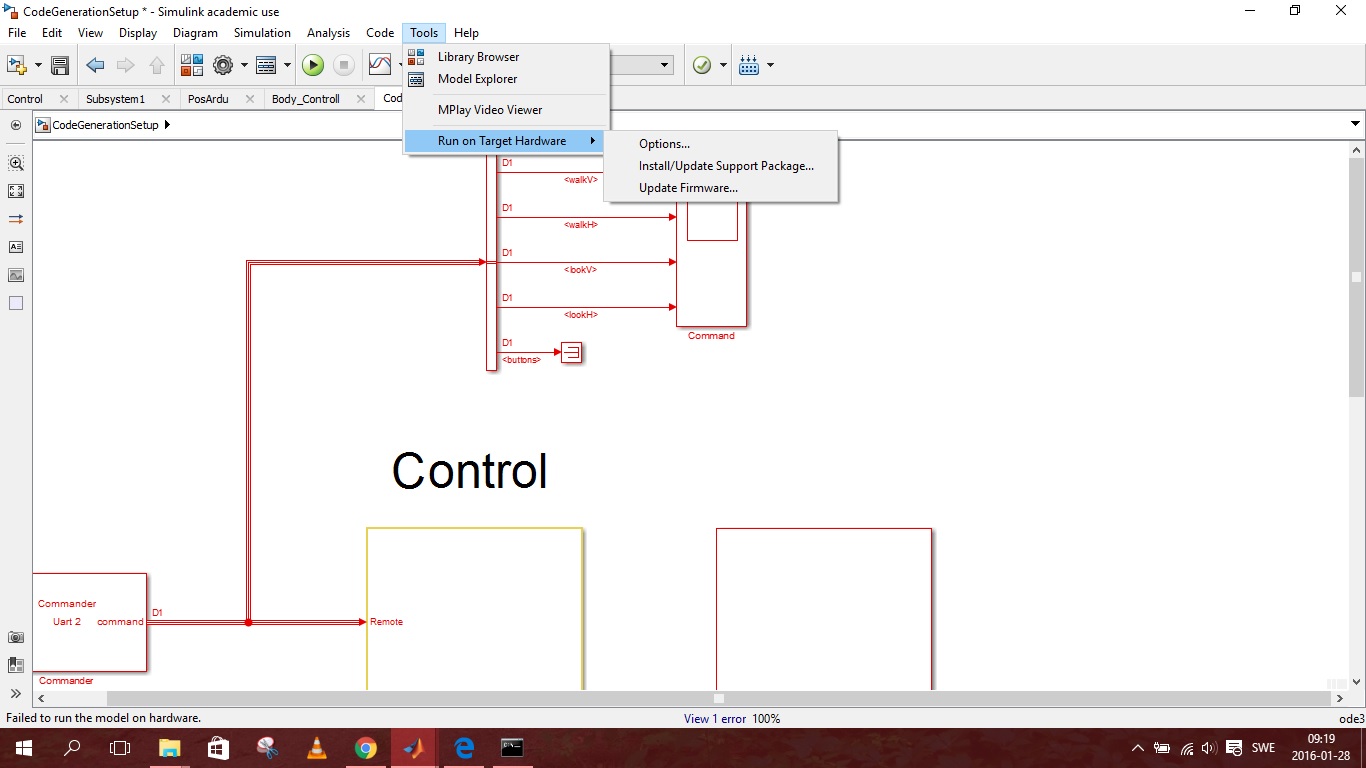 CodeGenerationSetup * - Simulink academic use
File Edit View Display Diagram Simulation Analysis Code Tools Help
Library Browser
Model Explorer
MPlay Video Viewer
Run on Target Hardware
Options...
Install/Update Support Package...
Update Firmware...
Control Subsystem1 PosArdu Body_Controll Cod
CodeGenerationSetup
D1
<walkV>
D1
<walkH>
D1
<lookV>
D1
<lookH>
D1
<buttons>
Command
Control
Commander
Uart 2 command
D1
Remote
Commander
Failed to run the model on hardware.
View 1 error 100%
ode3
SWE
09:19
2016-01-28